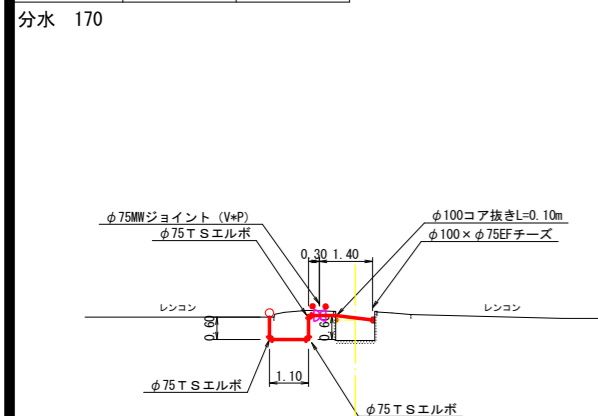 分水 170
φ75MWジョイント (V*P)
φ75TSエルボ
φ100コア抜きL=0.10m
φ100×φ75EFチーズ
0.30 1.40
レンコン
レンコン
0.60
0.6
1.10
φ75TSエルボ
φ75TSエルボ